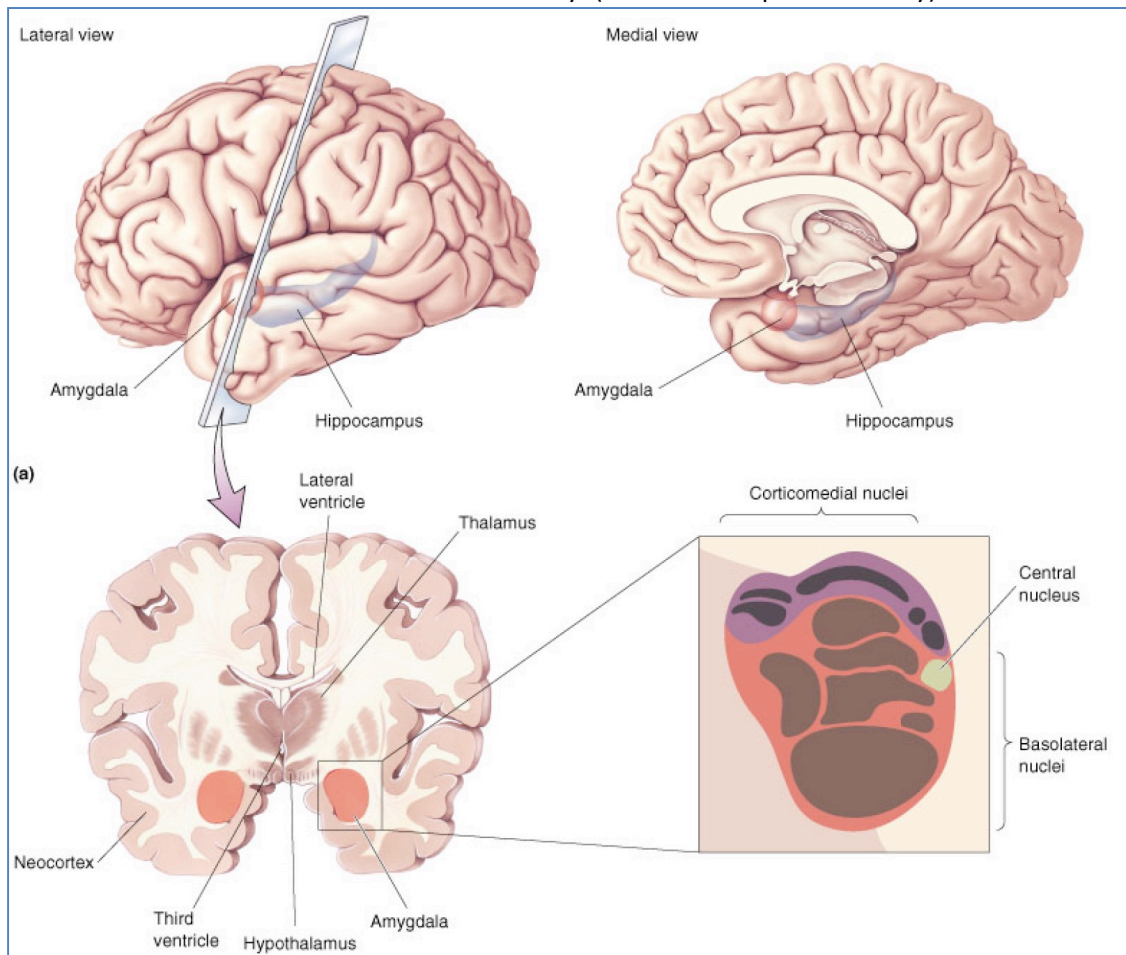 Lateral view
Medial view
Amygdala
Hippocampus
Amygdala
Hippocampus
(a)
Lateral
ventricle
Thalamus
Corticomedial nuclei
Central
nucleus
Basolateral
nuclei
Neocortex
Third
ventricle
Hypothalamus
Amygdala